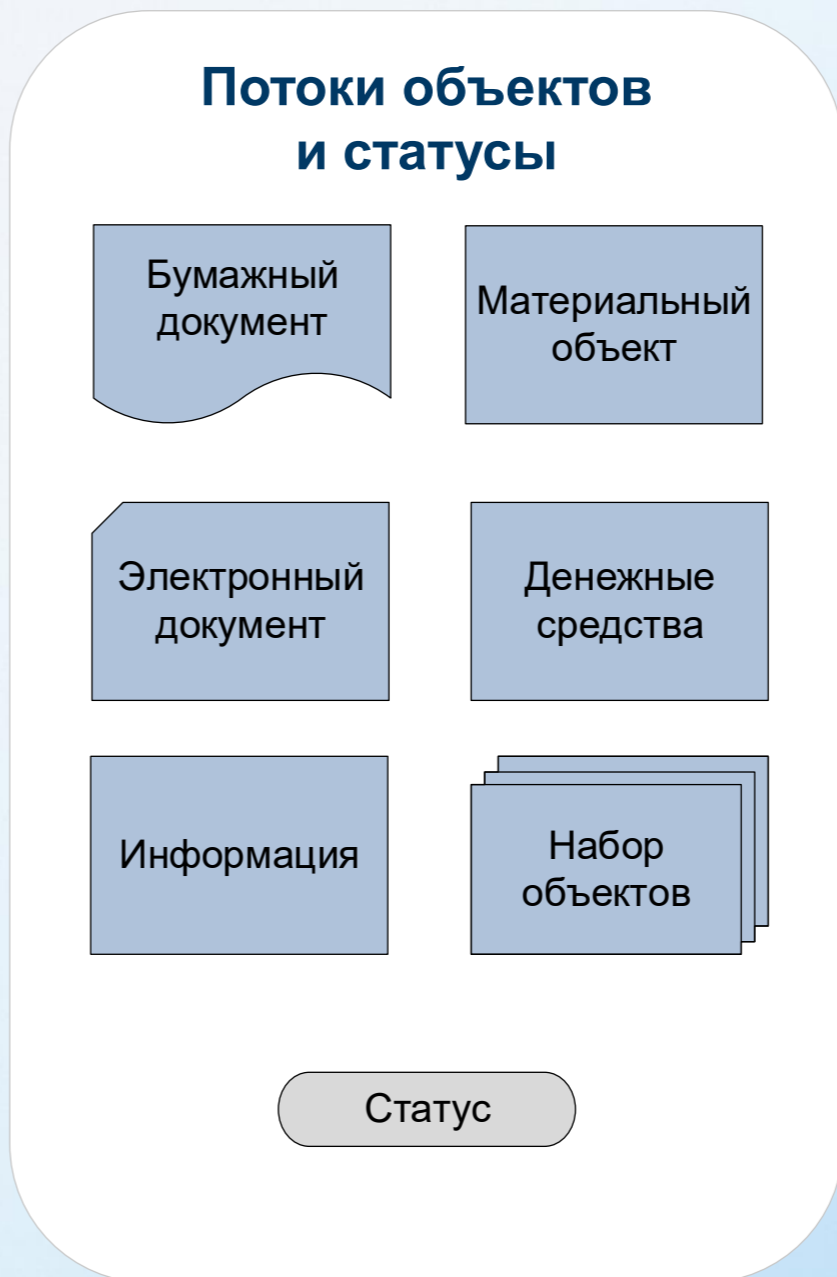 Потоки объектов
и статусы
Бумажный
документ
Материальный
объект
Электронный
документ
Денежные
средства
Информация
Набор
объектов
Статус